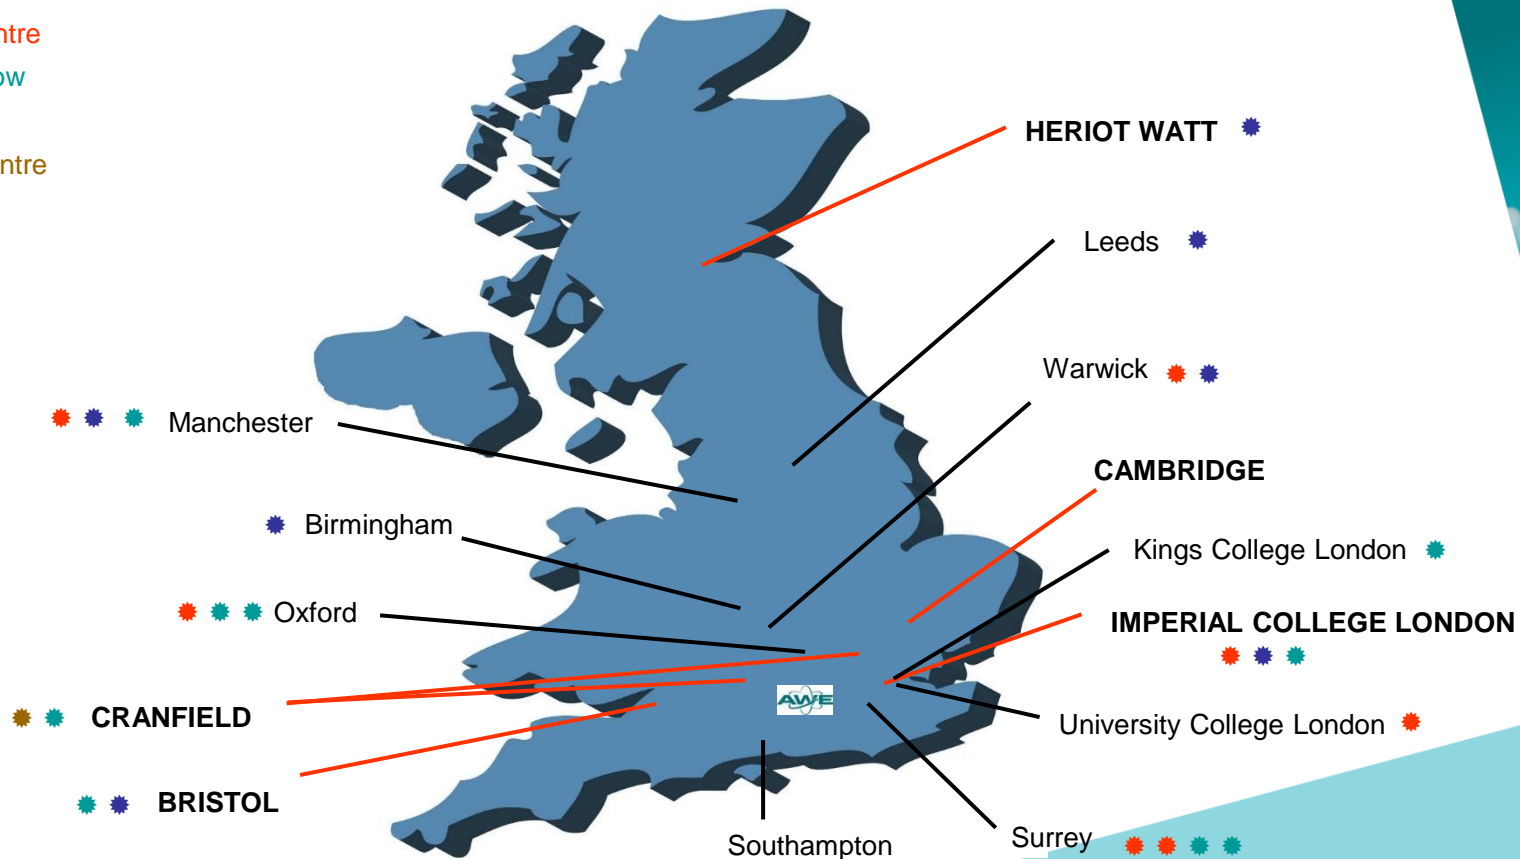 ntre
ow
ntre
HERIOT WATT
Leeds
Warwick
Manchester
CAMBRIDGE
Birmingham
Kings College London
Oxford
IMPERIAL COLLEGE LONDON
AWE
CRANFIELD
University College London
BRISTOL
Southampton
Surrey